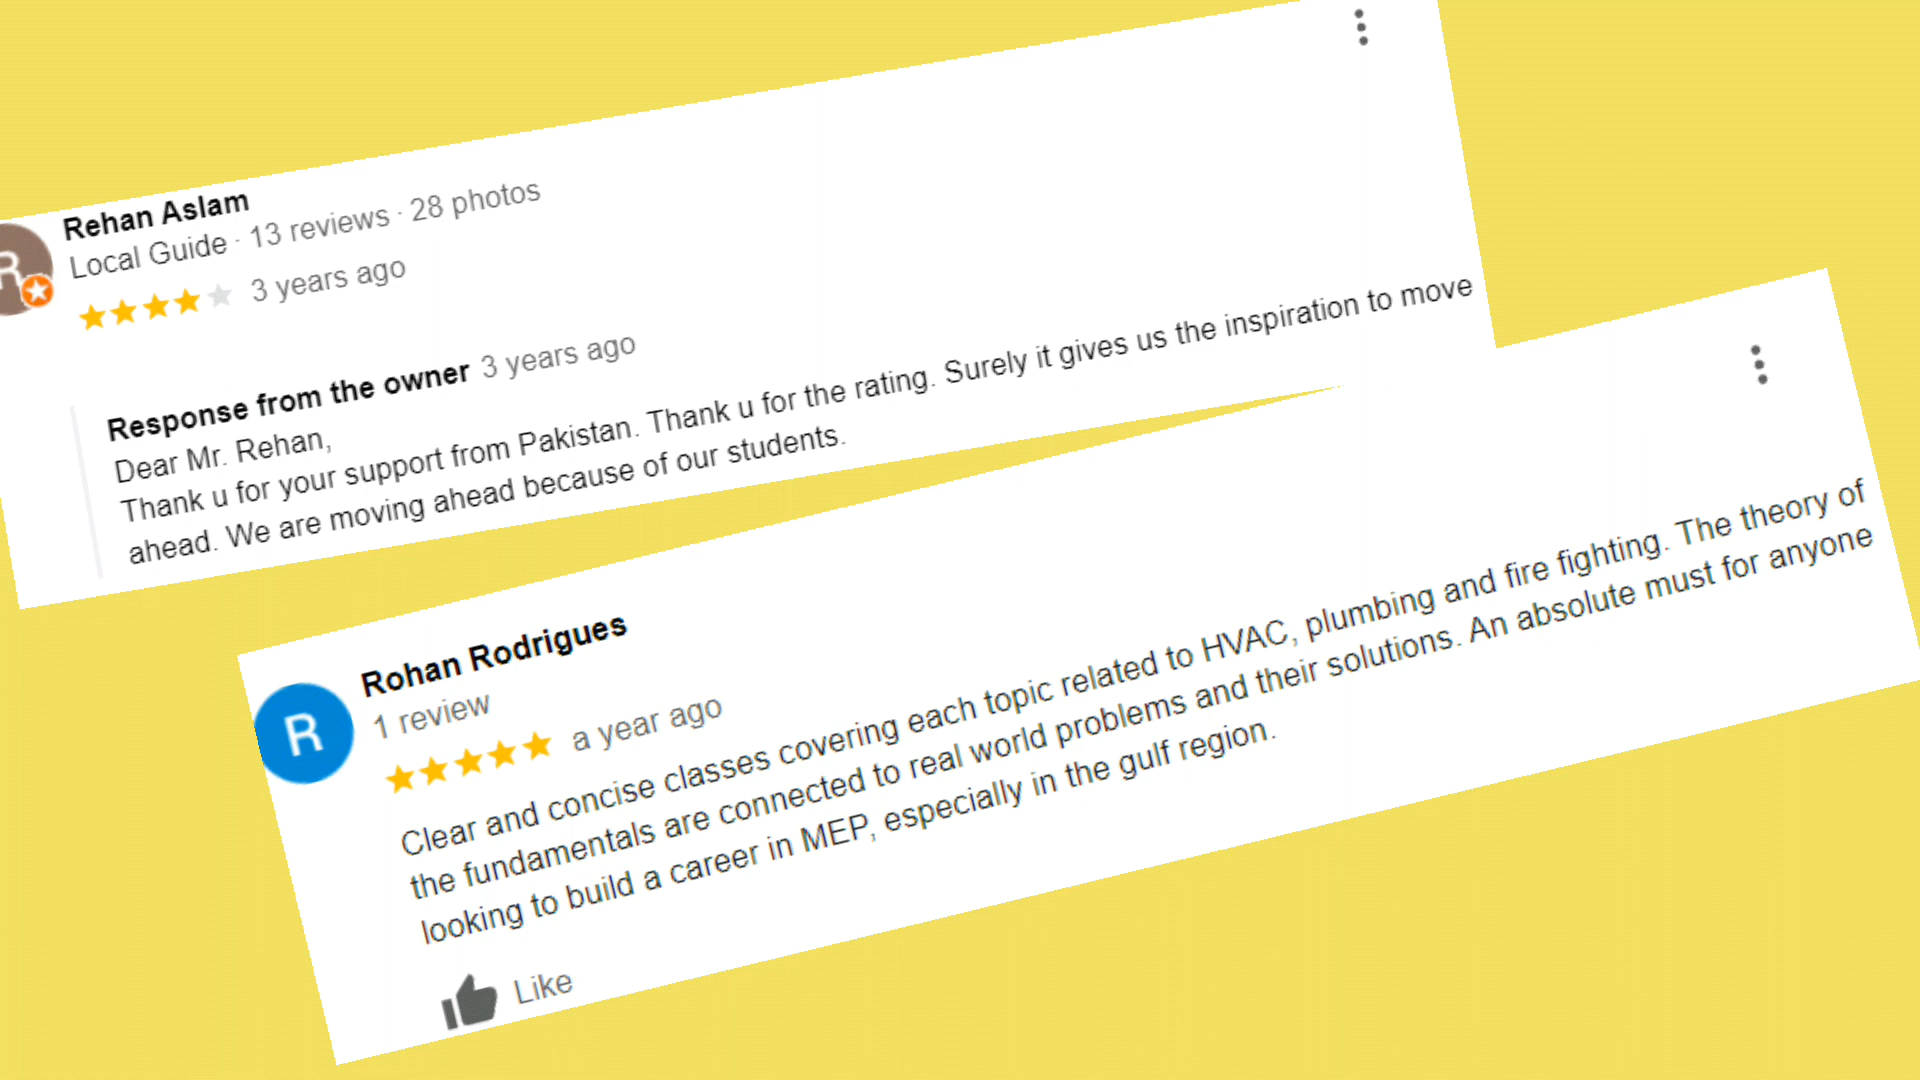 Rehan Aslam
Local Guide · 13 reviews · 28 photos
3 years ago
Response from the owner 3 years ago
Dear Mr. Rehan,
Thank u for your support from Pakistan. Thank u for the rating. Surely it gives us the inspiration to move
ahead. We are moving ahead because of our students.
R
Rohan Rodrigues
1 review
a year ago
Clear and concise classes covering each topic related to HVAC, plumbing and fire fighting. The theory of
the fundamentals are connected to real world problems and their solutions. An absolute must for anyone
looking to build a career in MEP, especially in the gulf region.
R
Like